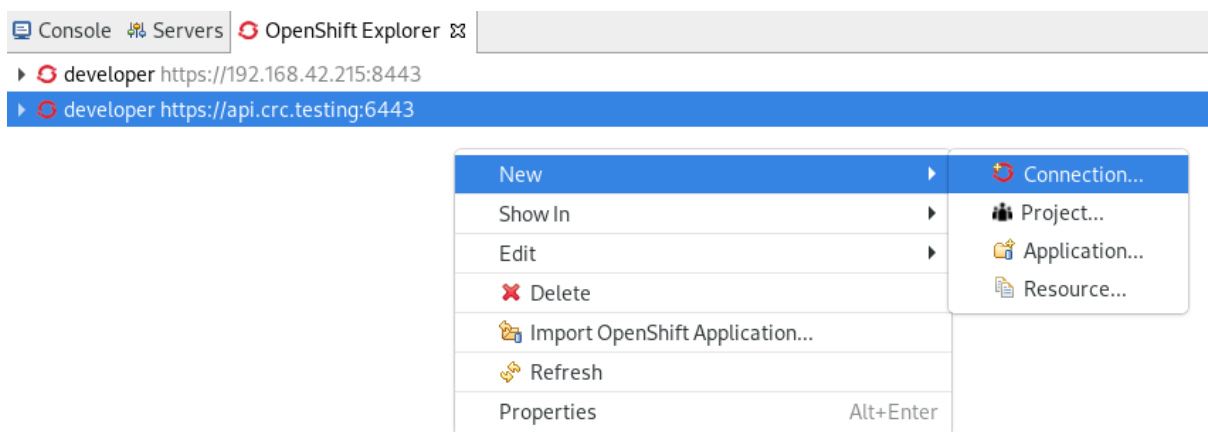 Console Servers OpenShift Explorer
developer https://192.168.42.215:8443
developer https://api.crc.testing:6443
New
Connection...
Show In
Project...
Edit
Application...
Delete
Resource...
Import OpenShift Application...
Refresh
Properties Alt+Enter